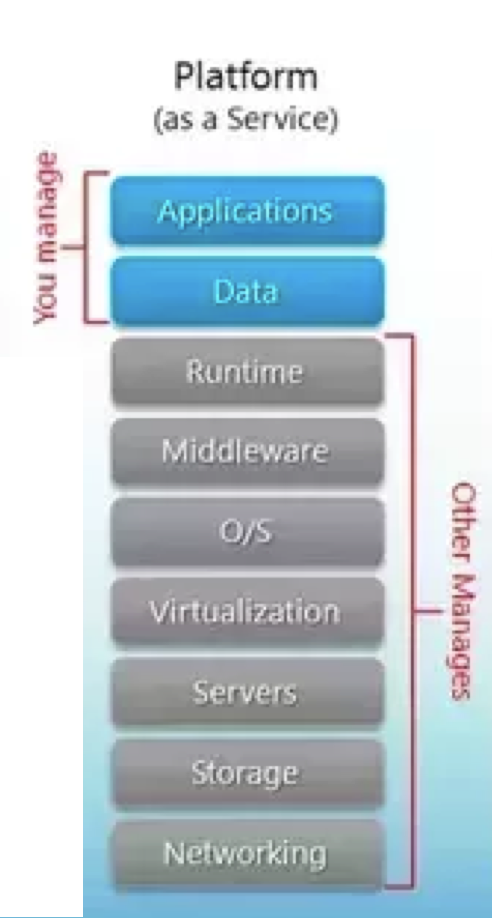 Platform
(as a Service)
You manage
Applications
Data
Runtime
Middleware
O/S
Virtualization
Servers
Storage
Networking
Other Manages